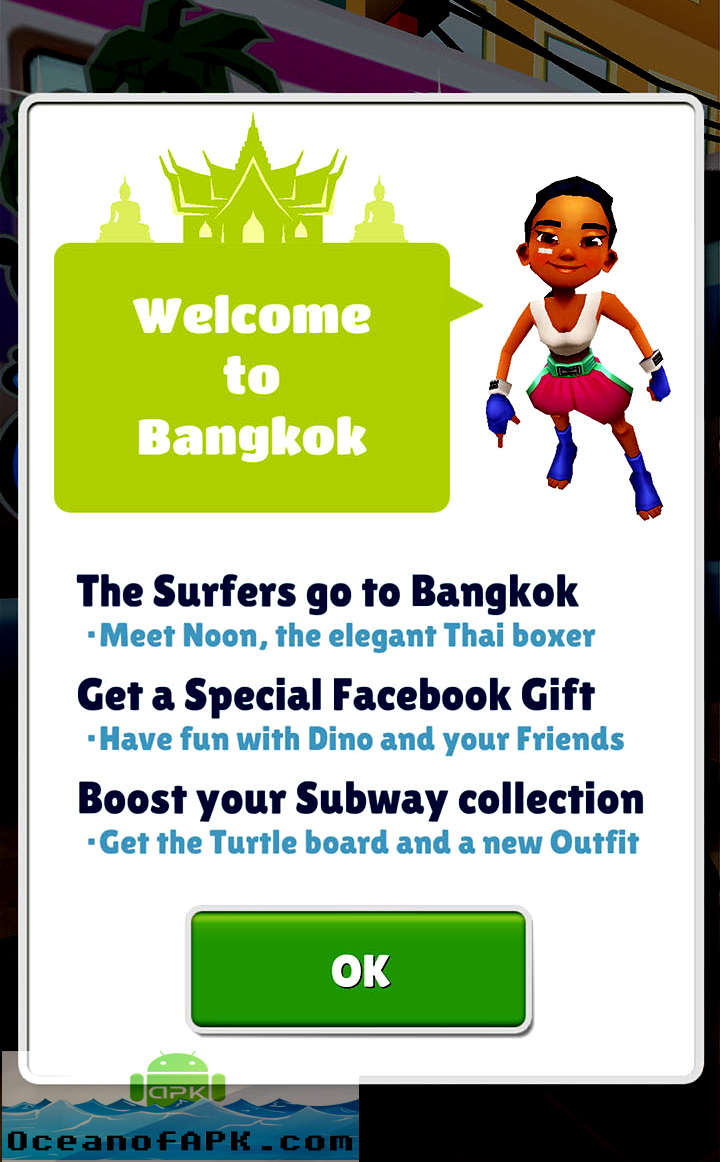 Welcome
to
Bangkok
The Surfers go to Bangkok
·Meet Noon, the elegant Thai boxer
Get a Special Facebook Gift
·Have fun with Dino and your Friends
Boost your Subway collection
·Get the Turtle board and a new Outfit
OK
APK
OceanofAPK.com